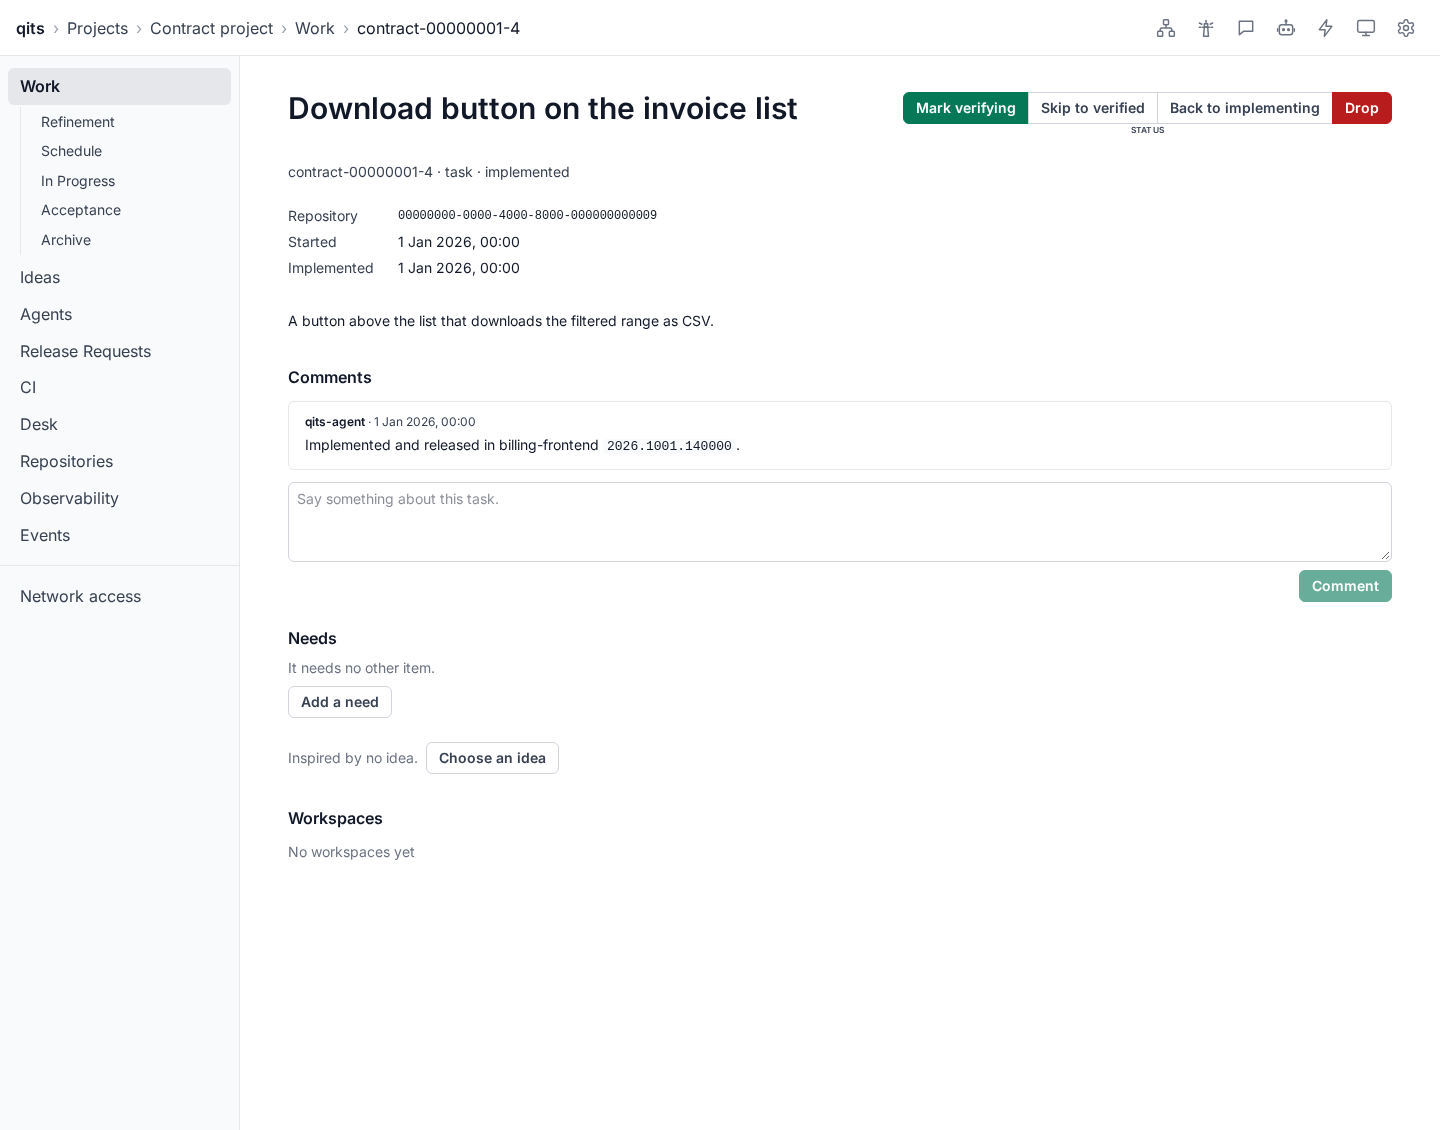 qits › Projects › Contract project › Work › contract-00000001-4
Work
Refinement
Schedule
In Progress
Acceptance
Archive
Ideas
Agents
Release Requests
CI
Desk
Repositories
Observability
Events
Network access
Download button on the invoice list
Mark verifying
Skip to verified
Back to implementing
Drop
STATUS
contract-00000001-4 · task · implemented
Repository 00000000-0000-4000-8000-000000000009
Started 1 Jan 2026, 00:00
Implemented 1 Jan 2026, 00:00
A button above the list that downloads the filtered range as CSV.
Comments
qits-agent · 1 Jan 2026, 00:00
Implemented and released in billing-frontend 2026.1001.140000.
Say something about this task.
Comment
Needs
It needs no other item.
Add a need
Inspired by no idea. Choose an idea
Workspaces
No workspaces yet